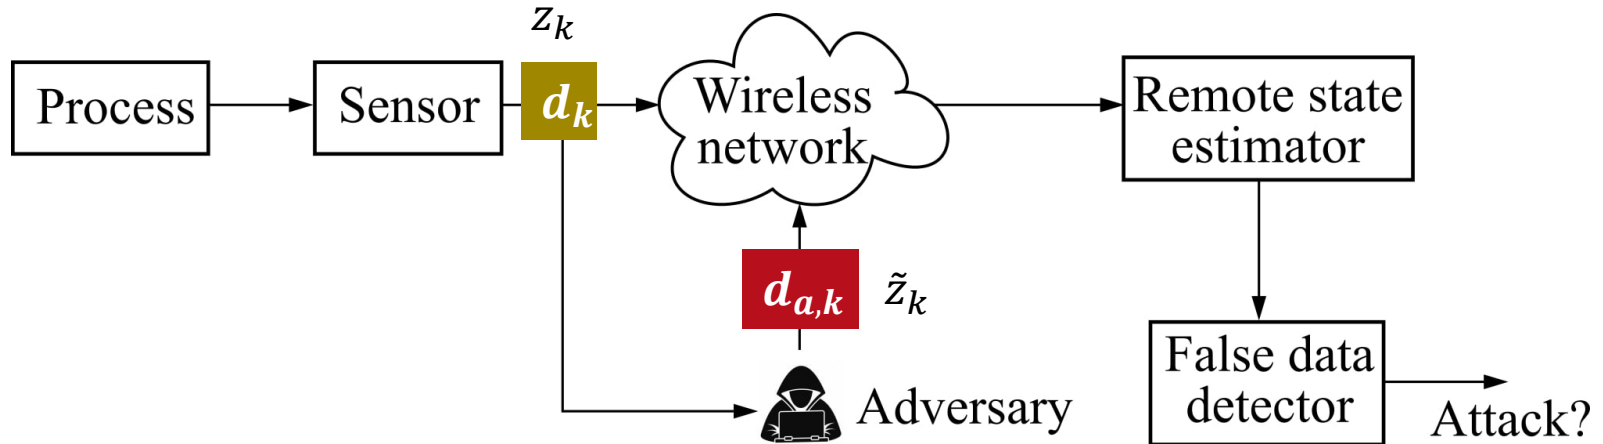 z_k
Process
Sensor
d_k
Wireless
network
Remote state
estimator
d_{a,k}
z̃_k
Adversary
False data
detector
Attack?